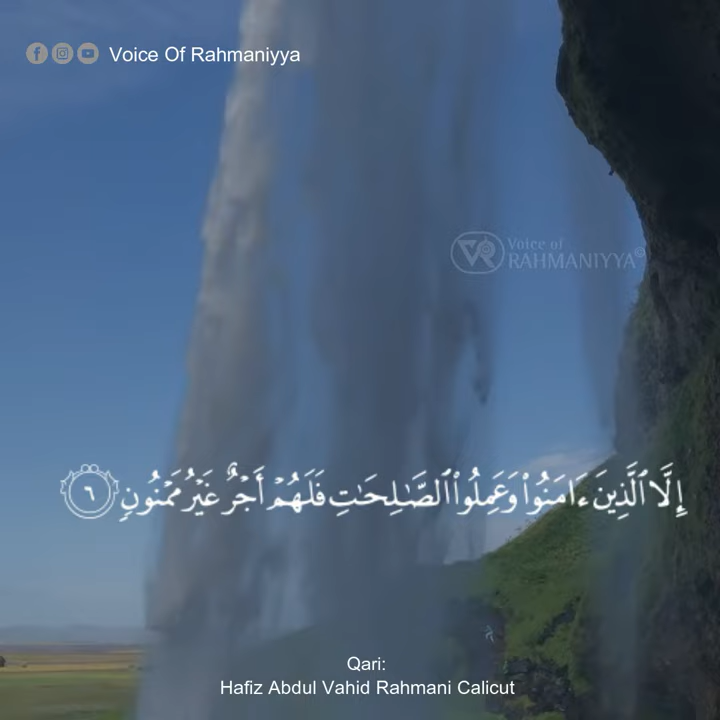 Voice Of Rahmaniyya
Voice of
RAHMANIYYA®
إِلَّا ٱلَّذِينَ ءَامَنُوا۟ وَعَمِلُوا۟ ٱلصَّـٰلِحَـٰتِ فَلَهُمْ أَجْرٌ غَيْرُ مَمْنُونٍ ٦
Qari:
Hafiz Abdul Vahid Rahmani Calicut